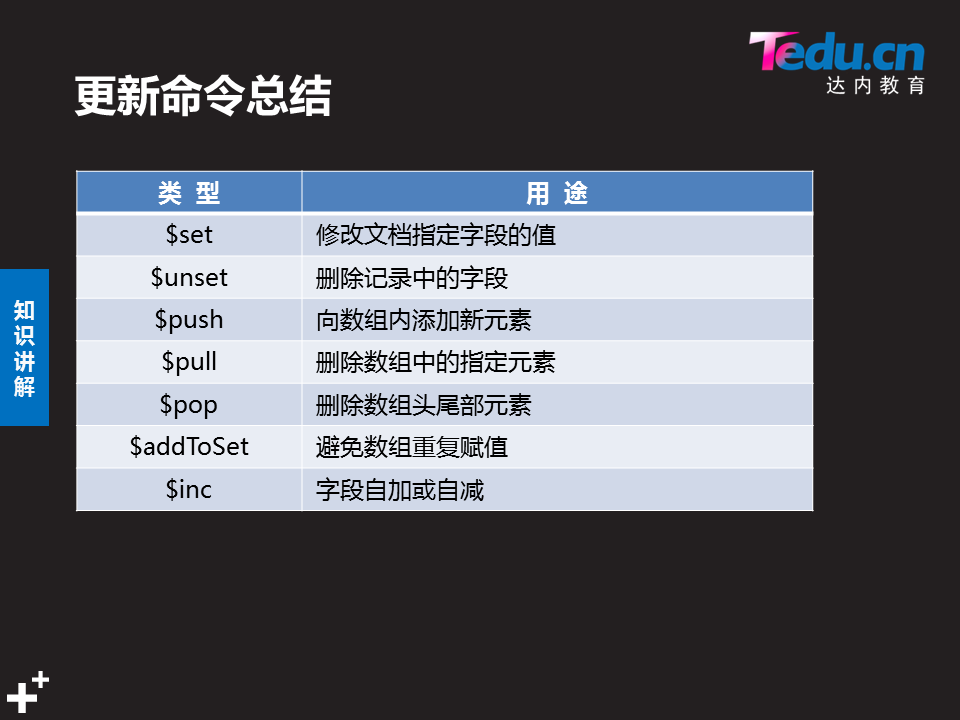 Tedu.cn
达内教育
更新命令总结
类 型 用 途
$set 修改文档指定字段的值
$unset 删除记录中的字段
$push 向数组内添加新元素
$pull 删除数组中的指定元素
$pop 删除数组头尾部元素
$addToSet 避免数组重复赋值
$inc 字段自加或自减
知识讲解